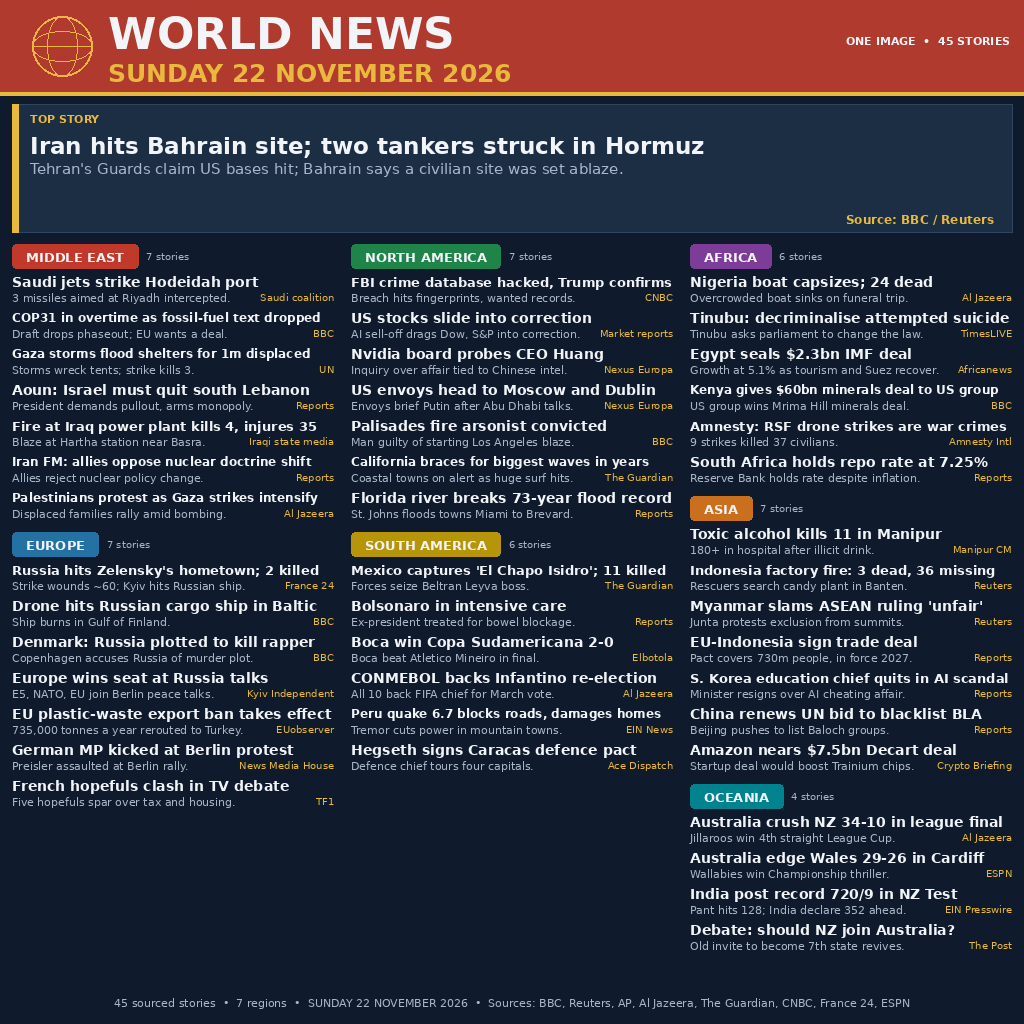 WORLD NEWS
SUNDAY 22 NOVEMBER 2026
ONE IMAGE • 45 STORIES
TOP STORY
Iran hits Bahrain site; two tankers struck in Hormuz
Tehran's Guards claim US bases hit; Bahrain says a civilian site was set ablaze.
Source: BBC / Reuters
MIDDLE EAST 7 stories
Saudi jets strike Hodeidah port
3 missiles aimed at Riyadh intercepted. Saudi coalition
COP31 in overtime as fossil-fuel text dropped
Draft drops phaseout; EU wants a deal. BBC
Gaza storms flood shelters for 1m displaced
Storms wreck tents; strike kills 3. UN
Aoun: Israel must quit south Lebanon
President demands pullout, arms monopoly. Reports
Fire at Iraq power plant kills 4, injures 35
Blaze at Hartha station near Basra. Iraqi state media
Iran FM: allies oppose nuclear doctrine shift
Allies reject nuclear policy change. Reports
Palestinians protest as Gaza strikes intensify
Displaced families rally amid bombing. Al Jazeera
EUROPE 7 stories
Russia hits Zelensky's hometown; 2 killed
Strike wounds ~60; Kyiv hits Russian ship. France 24
Drone hits Russian cargo ship in Baltic
Ship burns in Gulf of Finland. BBC
Denmark: Russia plotted to kill rapper
Copenhagen accuses Russia of murder plot. BBC
Europe wins seat at Russia talks
E5, NATO, EU join Berlin peace talks. Kyiv Independent
EU plastic-waste export ban takes effect
735,000 tonnes a year rerouted to Turkey. EUobserver
German MP kicked at Berlin protest
Preisler assaulted at Berlin rally. News Media House
French hopefuls clash in TV debate
Five hopefuls spar over tax and housing. TF1
NORTH AMERICA 7 stories
FBI crime database hacked, Trump confirms
Breach hits fingerprints, wanted records. CNBC
US stocks slide into correction
AI sell-off drags Dow, S&P into correction. Market reports
Nvidia board probes CEO Huang
Inquiry over affair tied to Chinese intel. Nexus Europa
US envoys head to Moscow and Dublin
Envoys brief Putin after Abu Dhabi talks. Nexus Europa
Palisades fire arsonist convicted
Man guilty of starting Los Angeles blaze. BBC
California braces for biggest waves in years
Coastal towns on alert as huge surf hits. The Guardian
Florida river breaks 73-year flood record
St. Johns floods towns Miami to Brevard. Reports
SOUTH AMERICA 6 stories
Mexico captures 'El Chapo Isidro'; 11 killed
Forces seize Beltran Leyva boss. The Guardian
Bolsonaro in intensive care
Ex-president treated for bowel blockage. Reports
Boca win Copa Sudamericana 2-0
Boca beat Atletico Mineiro in final. Elbotola
CONMEBOL backs Infantino re-election
All 10 back FIFA chief for March vote. Al Jazeera
Peru quake 6.7 blocks roads, damages homes
Tremor cuts power in mountain towns. EIN News
Hegseth signs Caracas defence pact
Defence chief tours four capitals. Ace Dispatch
AFRICA 6 stories
Nigeria boat capsizes; 24 dead
Overcrowded boat sinks on funeral trip. Al Jazeera
Tinubu: decriminalise attempted suicide
Tinubu asks parliament to change the law. TimesLIVE
Egypt seals $2.3bn IMF deal
Growth at 5.1% as tourism and Suez recover. Africanews
Kenya gives $60bn minerals deal to US group
US group wins Mrima Hill minerals deal. BBC
Amnesty: RSF drone strikes are war crimes
9 strikes killed 37 civilians. Amnesty Intl
South Africa holds repo rate at 7.25%
Reserve Bank holds rate despite inflation. Reports
ASIA 7 stories
Toxic alcohol kills 11 in Manipur
180+ in hospital after illicit drink. Manipur CM
Indonesia factory fire: 3 dead, 36 missing
Rescuers search candy plant in Banten. Reuters
Myanmar slams ASEAN ruling 'unfair'
Junta protests exclusion from summits. Reuters
EU-Indonesia sign trade deal
Pact covers 730m people, in force 2027. Reports
S. Korea education chief quits in AI scandal
Minister resigns over AI cheating affair. Reports
China renews UN bid to blacklist BLA
Beijing pushes to list Baloch groups. Reports
Amazon nears $7.5bn Decart deal
Startup deal would boost Trainium chips. Crypto Briefing
OCEANIA 4 stories
Australia crush NZ 34-10 in league final
Jillaroos win 4th straight League Cup. Al Jazeera
Australia edge Wales 29-26 in Cardiff
Wallabies win Championship thriller. ESPN
India post record 720/9 in NZ Test
Pant hits 128; India declare 352 ahead. EIN Presswire
Debate: should NZ join Australia?
Old invite to become 7th state revives. The Post
45 sourced stories • 7 regions • SUNDAY 22 NOVEMBER 2026 • Sources: BBC, Reuters, AP, Al Jazeera, The Guardian, CNBC, France 24, ESPN